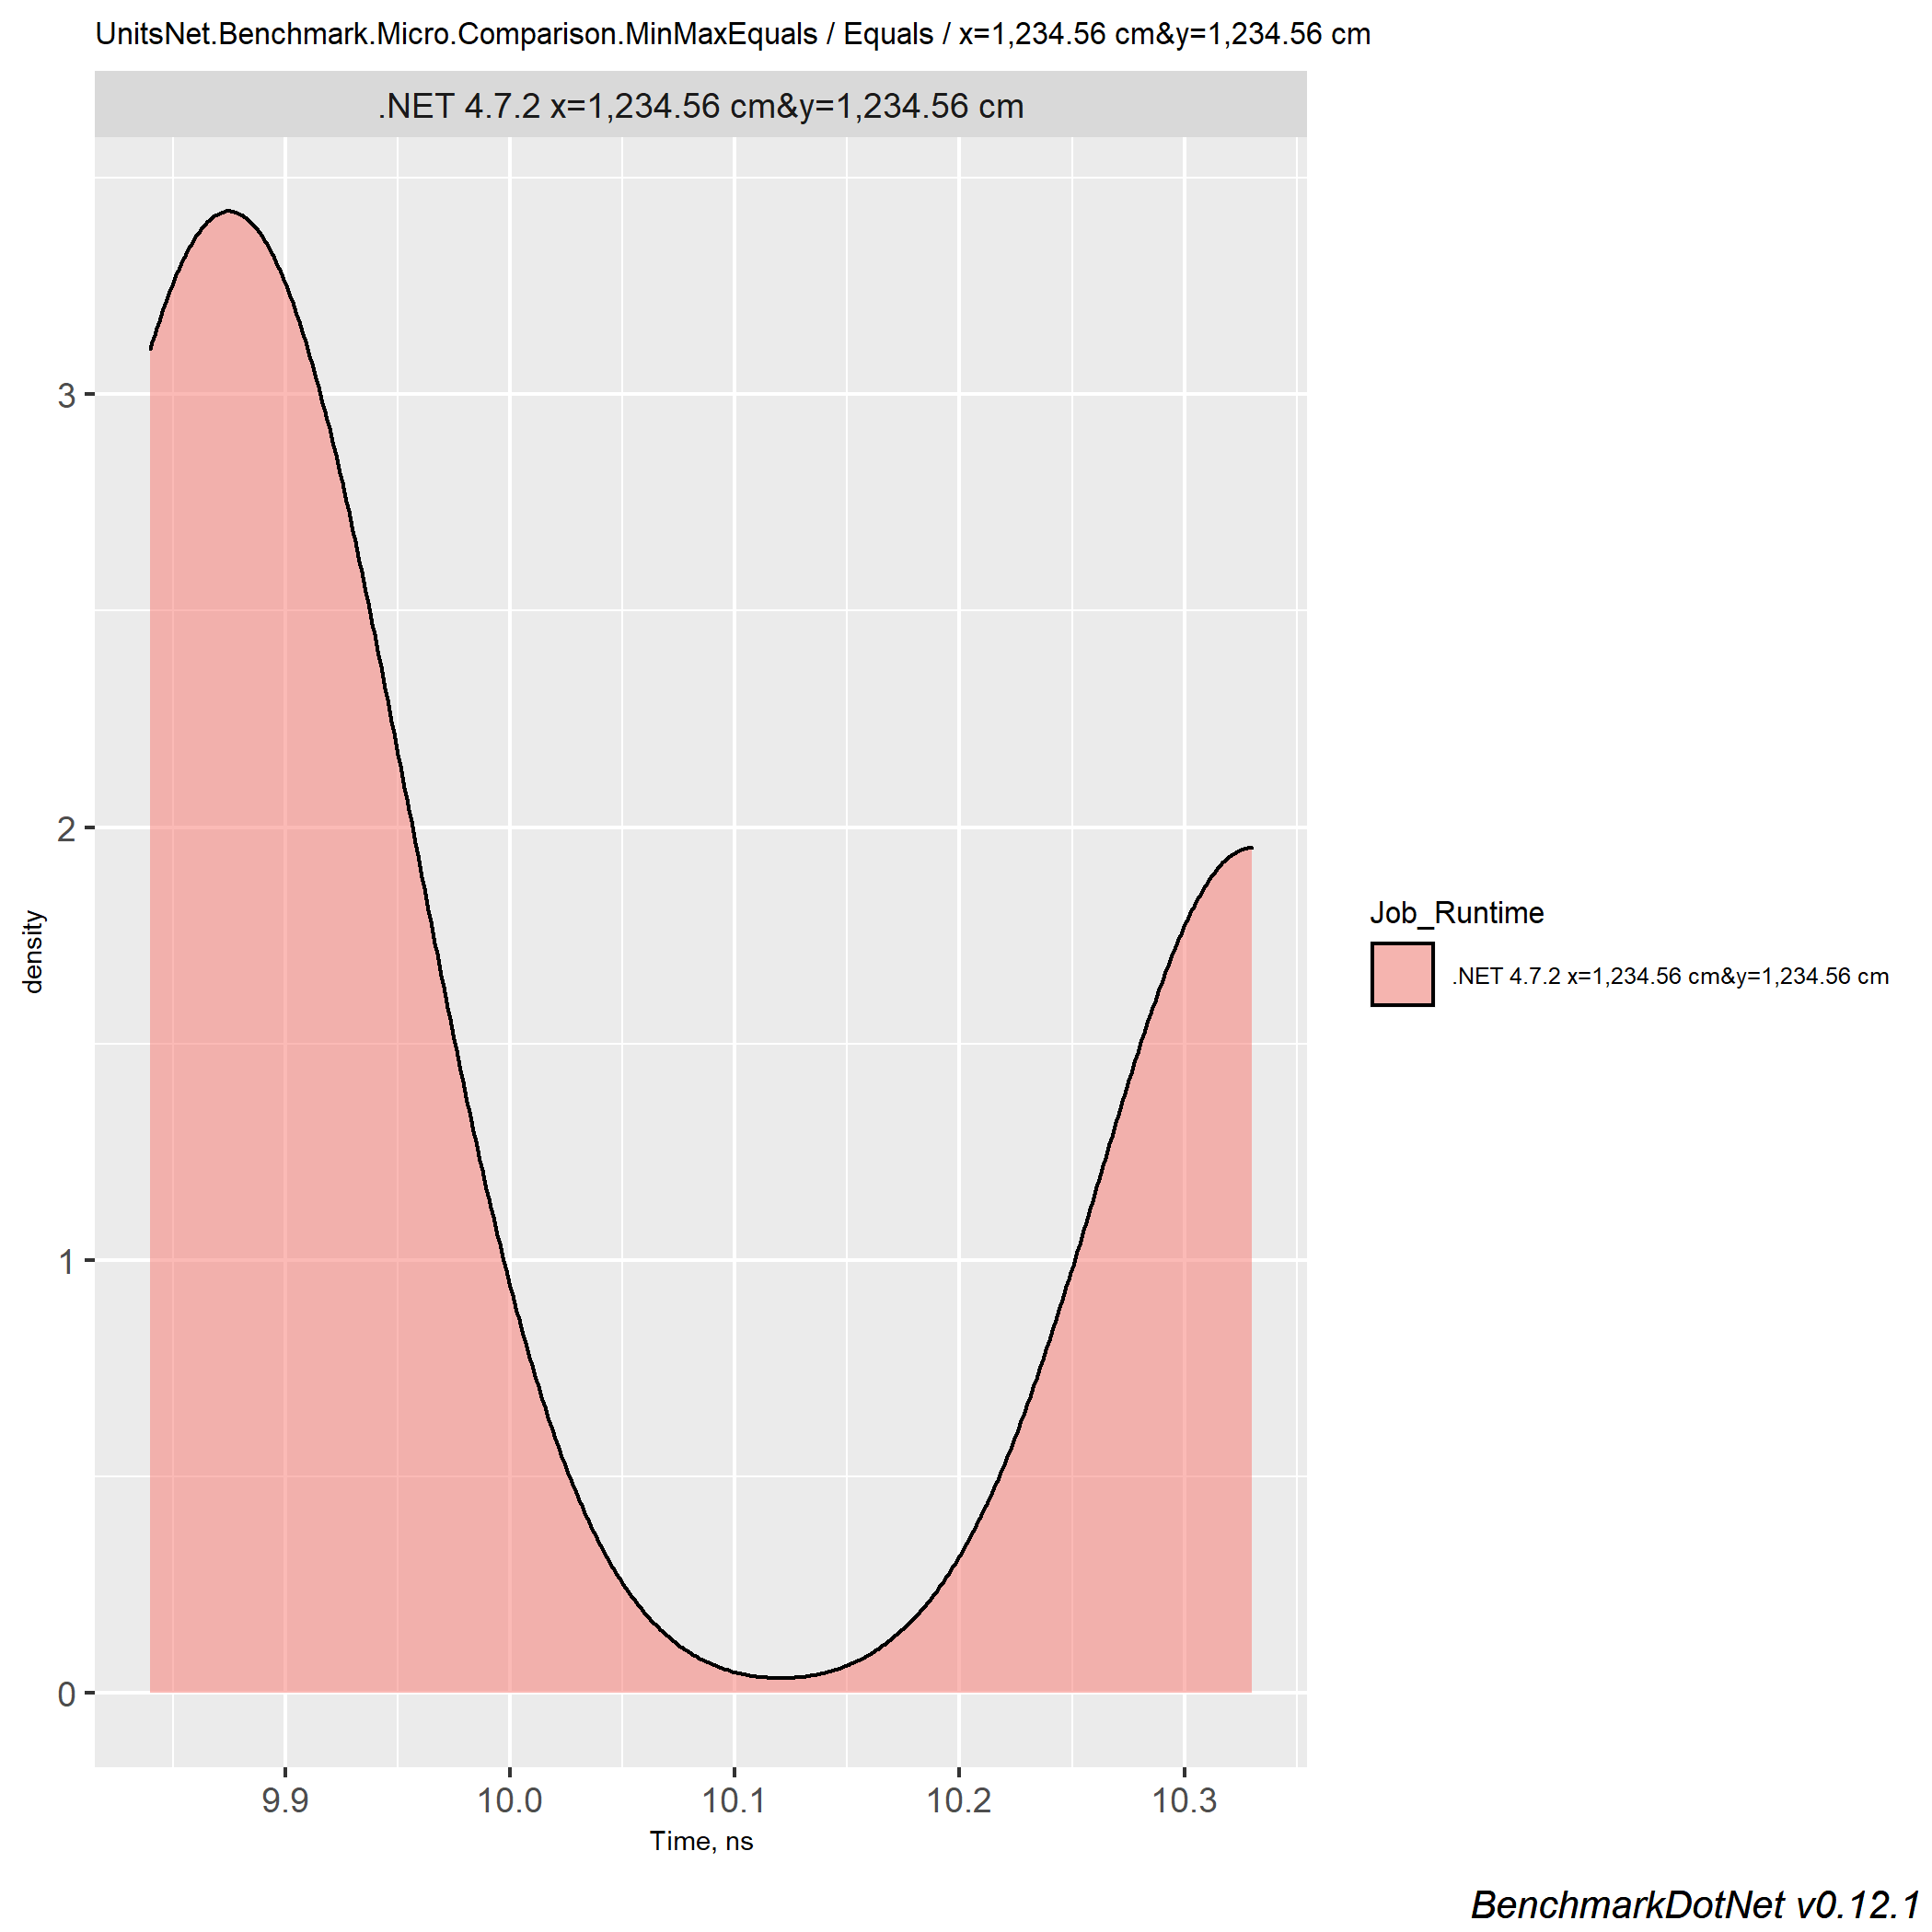 UnitsNet.Benchmark.Micro.Comparison.MinMaxEquals / Equals / x=1,234.56 cm&y=1,234.56 cm
.NET 4.7.2 x=1,234.56 cm&y=1,234.56 cm
3
2
1
0
density
9.9 10.0 10.1 10.2 10.3
Time, ns
Job_Runtime
.NET 4.7.2 x=1,234.56 cm&y=1,234.56 cm
BenchmarkDotNet v0.12.1